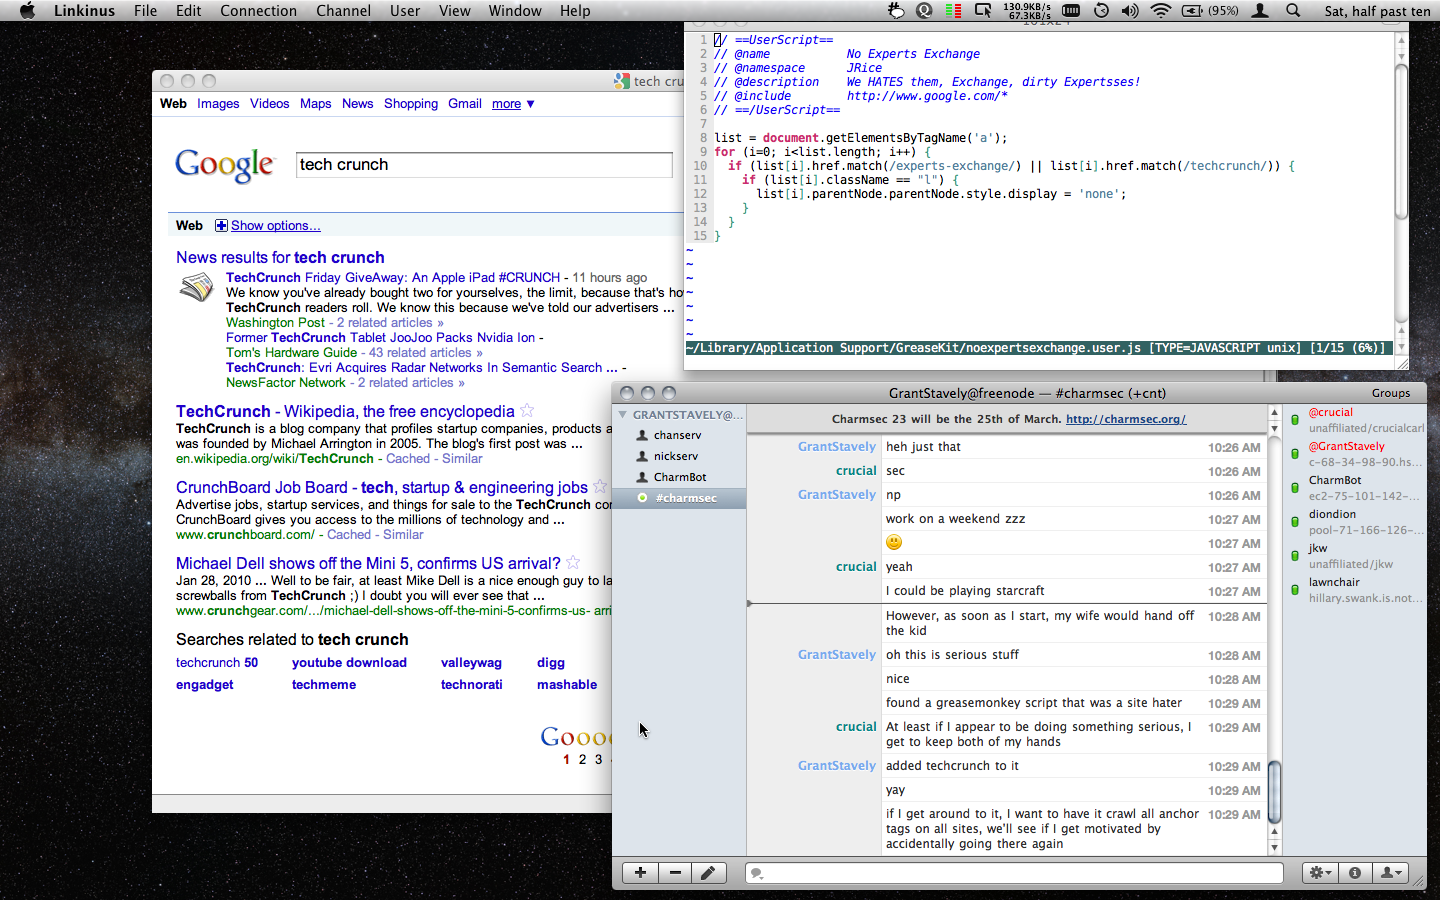 Linkinus File Edit Connection Channel User View Window Help
130.9KB/s
67.3KB/s
(95%) Sat, half past ten
tech cru
Web Images Videos Maps News Shopping Gmail more ▼
Google
tech crunch
Web Show options...
News results for tech crunch
TechCrunch Friday GiveAway: An Apple iPad #CRUNCH - 11 hours ago
We know you've already bought two for yourselves, the limit, because that's ho
TechCrunch readers roll. We know this because we've told our advertisers ...
Washington Post - 2 related articles »
Former TechCrunch Tablet JooJoo Packs Nvidia Ion -
Tom's Hardware Guide - 43 related articles »
TechCrunch: Evri Acquires Radar Networks In Semantic Search ... -
NewsFactor Network - 2 related articles »
TechCrunch - Wikipedia, the free encyclopedia
TechCrunch is a blog company that profiles startup companies, products a
was founded by Michael Arrington in 2005. The blog's first post was ...
en.wikipedia.org/wiki/TechCrunch - Cached - Similar
CrunchBoard Job Board - tech, startup & engineering jobs
Advertise jobs, startup services, and things for sale to the TechCrunch con
CrunchBoard gives you access to the millions of technology and ...
www.crunchboard.com/ - Cached - Similar
Michael Dell shows off the Mini 5, confirms US arrival?
Jan 28, 2010 ... Well to be fair, at least Mike Dell is a nice enough guy to la
screwballs from TechCrunch ;) I doubt you will ever see that ...
www.crunchgear.com/.../michael-dell-shows-off-the-mini-5-confirms-us- arri
Searches related to tech crunch
techcrunch 50 youtube download valleywag digg
engadget techmeme technorati mashable
Goooo
1 2 3
1 // ==UserScript==
2 // @name No Experts Exchange
3 // @namespace JRice
4 // @description We HATES them, Exchange, dirty Expertsses!
5 // @include http://www.google.com/*
6 // ==/UserScript==
7
8 list = document.getElementsByTagName('a');
9 for (i=0; i<list.length; i++) {
10 if (list[i].href.match(/experts-exchange/) || list[i].href.match(/techcrunch/)) {
11 if (list[i].className == "l") {
12 list[i].parentNode.parentNode.style.display = 'none';
13 }
14 }
15 }
~
~
~
~
~
~
~
~/Library/Application Support/GreaseKit/noexpertsexchange.user.js [TYPE=JAVASCRIPT unix] [1/15 (6%)]
GrantStavely@freenode — #charmsec (+cnt) Groups
GRANTSTAVELY@...
chanserv
nickserv
CharmBot
#charmsec
Charmsec 23 will be the 25th of March. http://charmsec.org/
GrantStavely heh just that 10:26 AM
crucial sec 10:26 AM
GrantStavely np 10:26 AM
work on a weekend zzz 10:27 AM
10:27 AM
crucial yeah 10:27 AM
I could be playing starcraft 10:27 AM
However, as soon as I start, my wife would hand off 10:28 AM
the kid
GrantStavely oh this is serious stuff 10:28 AM
nice 10:28 AM
found a greasemonkey script that was a site hater 10:29 AM
crucial At least if I appear to be doing something serious, I 10:29 AM
get to keep both of my hands
GrantStavely added techcrunch to it 10:29 AM
yay 10:29 AM
if I get around to it, I want to have it crawl all anchor 10:29 AM
tags on all sites, we'll see if I get motivated by
accidentally going there again
@crucial
unaffiliated/crucialcarl
@GrantStavely
c-68-34-98-90.hs...
CharmBot
ec2-75-101-142-...
diondion
pool-71-166-126-...
jkw
unaffiliated/jkw
lawnchair
hillary.swank.is.not...